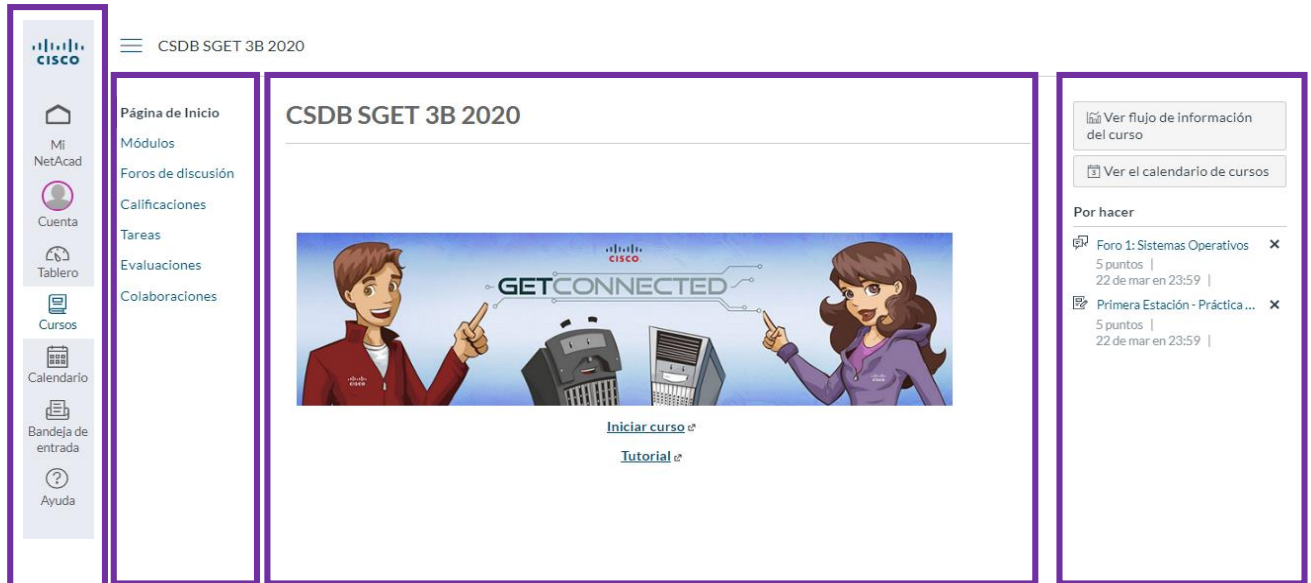 CISCO
Mi
NetAcad
Cuenta
Tablero
Cursos
Calendario
Bandeja de
entrada
Ayuda
CSDB SGET 3B 2020
Página de Inicio
Módulos
Foros de discusión
Calificaciones
Tareas
Evaluaciones
Colaboraciones
CSDB SGET 3B 2020
CISCO
GETCONNECTED
CISCO
CISCO
Iniciar curso
Tutorial
Ver flujo de información
del curso
Ver el calendario de cursos
Por hacer
Foro 1: Sistemas Operativos
5 puntos |
22 de mar en 23:59 |
Primera Estación - Práctica ...
5 puntos |
22 de mar en 23:59 |